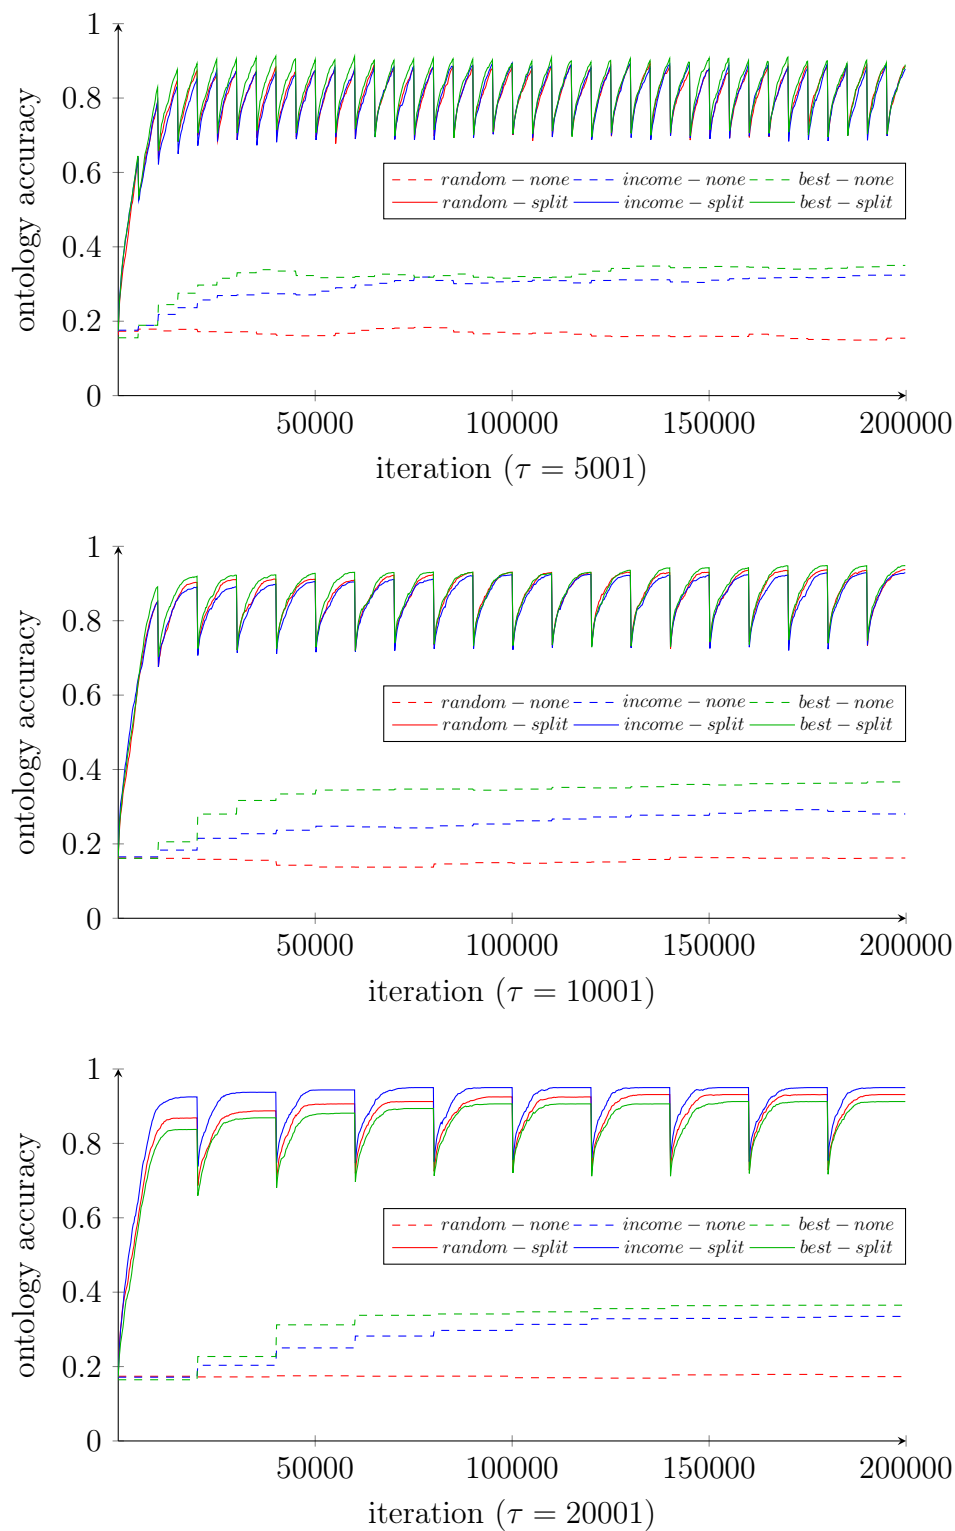 1
0.8
0.6
0.4
0.2
0
ontology accuracy
random − none income − none best − none
random − split income − split best − split
50000 100000 150000 200000
iteration (τ = 5001)
1
0.8
0.6
0.4
0.2
0
ontology accuracy
random − none income − none best − none
random − split income − split best − split
50000 100000 150000 200000
iteration (τ = 10001)
1
0.8
0.6
0.4
0.2
0
ontology accuracy
random − none income − none best − none
random − split income − split best − split
50000 100000 150000 200000
iteration (τ = 20001)